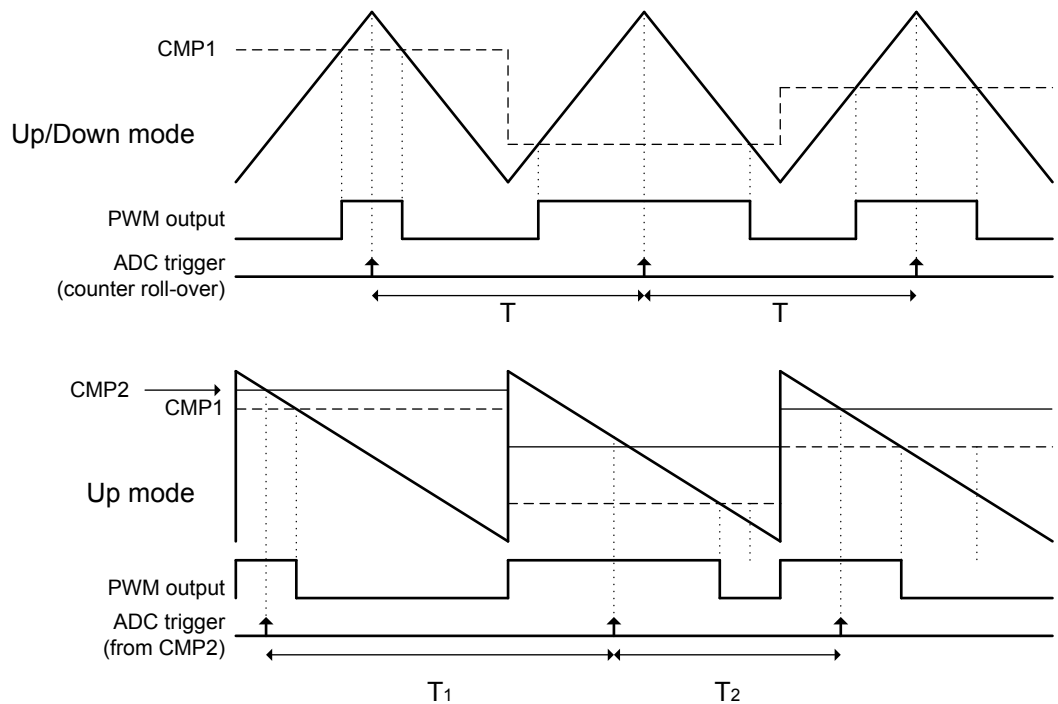 CMP1
Up/Down mode
PWM output
ADC trigger
(counter roll-over)
T
T
CMP2
CMP1
Up mode
PWM output
ADC trigger
(from CMP2)
T1
T2